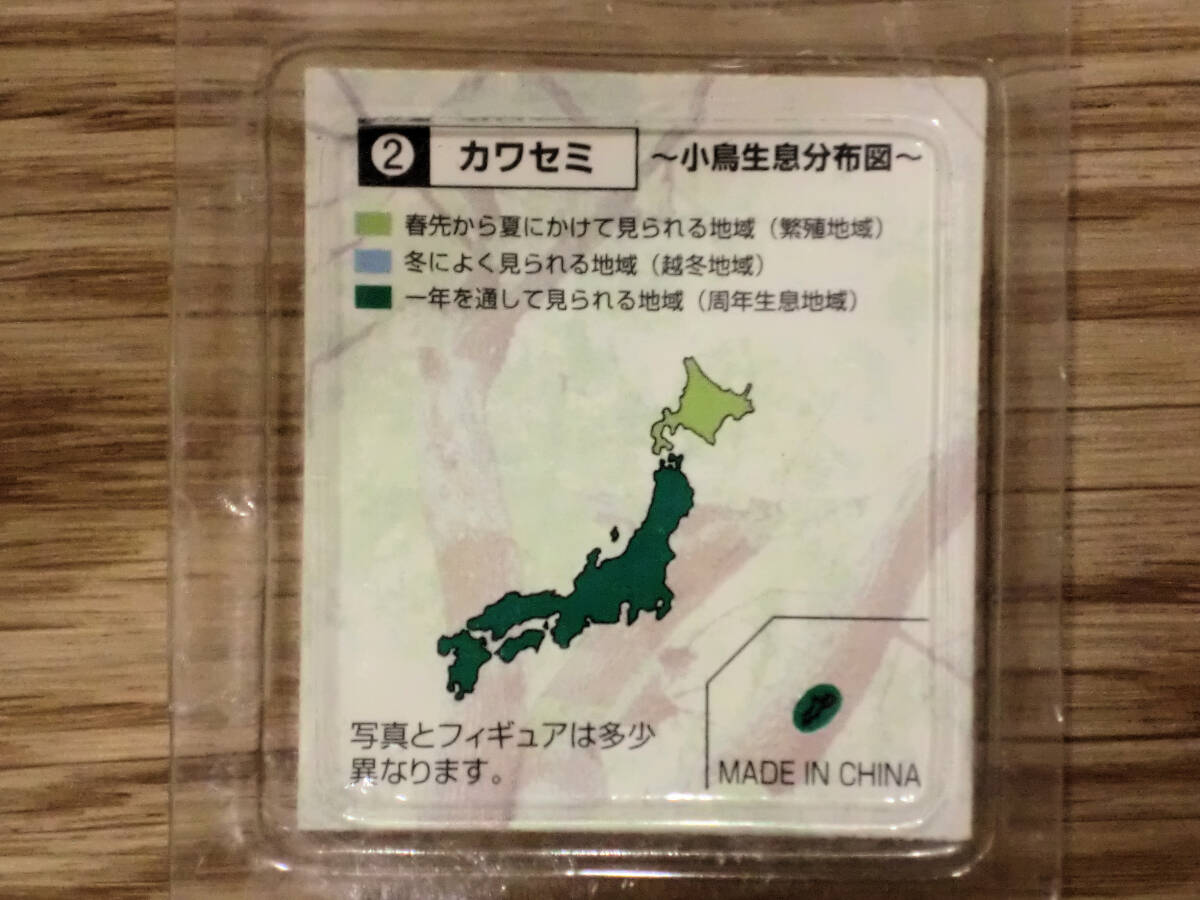 ② カワセミ ～小鳥生息分布図～
春先から夏にかけて見られる地域（繁殖地域）
冬によく見られる地域（越冬地域）
一年を通して見られる地域（周年生息地域）
写真とフィギュアは多少
異なります。
MADE IN CHINA